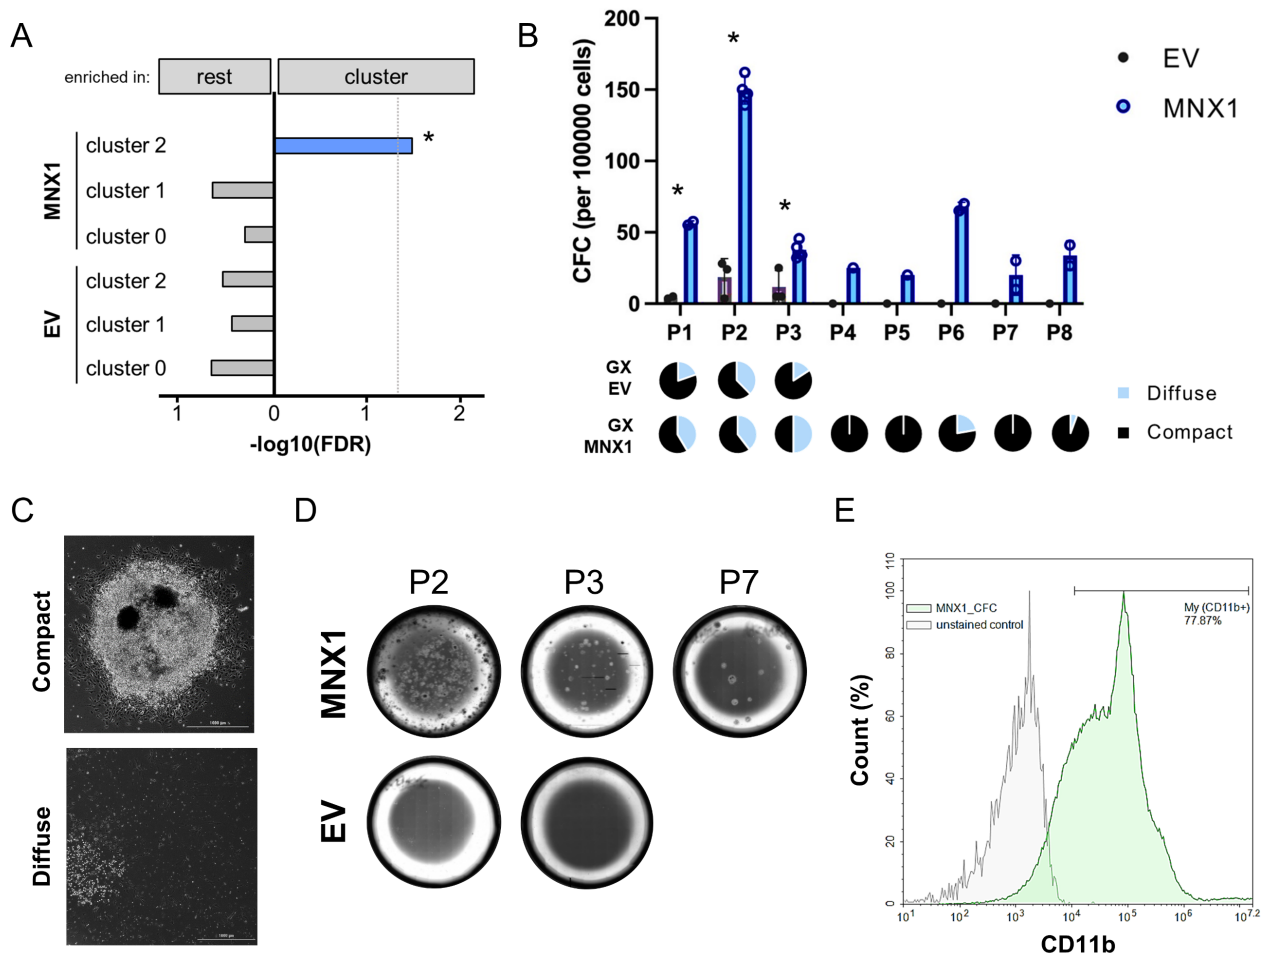 A
enriched in:
rest
cluster
MNX1
cluster 2
*
cluster 1
cluster 0
EV
cluster 2
cluster 1
cluster 0
1 0 1 2
-log10(FDR)
B
CFC (per 100000 cells)
200
150
100
50
0
*
*
*
EV
MNX1
P1 P2 P3 P4 P5 P6 P7 P8
GX
EV
GX
MNX1
Diffuse
Compact
C
Compact
1000 µm
Diffuse
1000 µm
D
P2 P3 P7
MNX1
EV
E
Count (%)
110
100
80
60
40
20
0
MNX1_CFC
unstained control
My (CD11b+)
77.87%
10¹ 10² 10³ 10⁴ 10⁵ 10⁶ 10⁷·²
CD11b